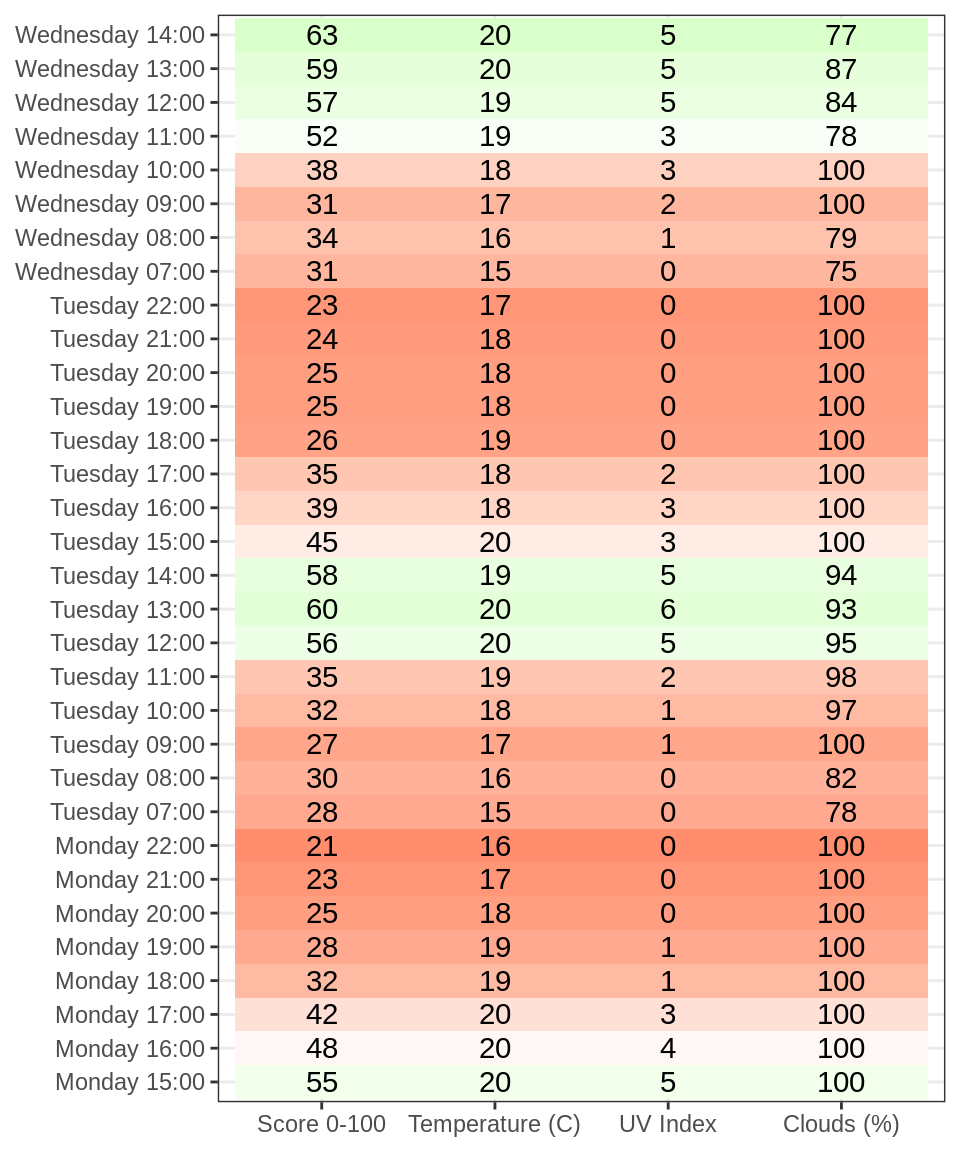 Wednesday 14:00 63 20 5 77
Wednesday 13:00 59 20 5 87
Wednesday 12:00 57 19 5 84
Wednesday 11:00 52 19 3 78
Wednesday 10:00 38 18 3 100
Wednesday 09:00 31 17 2 100
Wednesday 08:00 34 16 1 79
Wednesday 07:00 31 15 0 75
Tuesday 22:00 23 17 0 100
Tuesday 21:00 24 18 0 100
Tuesday 20:00 25 18 0 100
Tuesday 19:00 25 18 0 100
Tuesday 18:00 26 19 0 100
Tuesday 17:00 35 18 2 100
Tuesday 16:00 39 18 3 100
Tuesday 15:00 45 20 3 100
Tuesday 14:00 58 19 5 94
Tuesday 13:00 60 20 6 93
Tuesday 12:00 56 20 5 95
Tuesday 11:00 35 19 2 98
Tuesday 10:00 32 18 1 97
Tuesday 09:00 27 17 1 100
Tuesday 08:00 30 16 0 82
Tuesday 07:00 28 15 0 78
Monday 22:00 21 16 0 100
Monday 21:00 23 17 0 100
Monday 20:00 25 18 0 100
Monday 19:00 28 19 1 100
Monday 18:00 32 19 1 100
Monday 17:00 42 20 3 100
Monday 16:00 48 20 4 100
Monday 15:00 55 20 5 100
Score 0-100 Temperature (C) UV Index Clouds (%)